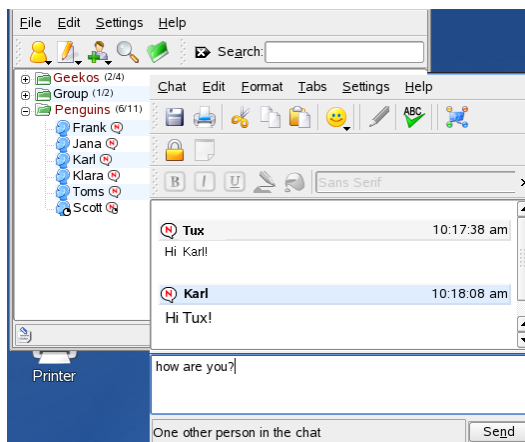 File Edit Settings Help
Search:
Geekos (2/4)
Group (1/2)
Penguins (6/11)
Frank N
Jana N
Karl N
Klara N
Toms N
Scott N
Chat Edit Format Tabs Settings Help
ABC
B I U Sans Serif
N Tux 10:17:38 am
Hi Karl!
N Karl 10:18:08 am
Hi Tux!
Printer
how are you?
One other person in the chat Send